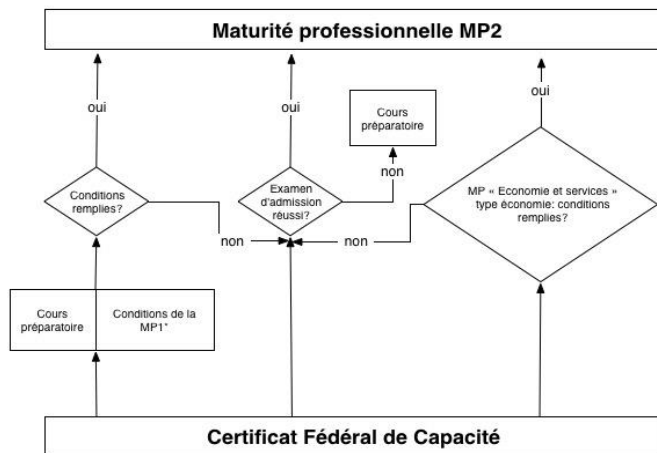 Maturité professionnelle MP2
oui
oui
oui
Cours
préparatoire
non
Conditions
remplies?
Examen
d'admission
réussi?
MP « Economie et services »
type économie: conditions
remplies?
non
non
Cours
préparatoire
Conditions de la
MP1*
Certificat Fédéral de Capacité